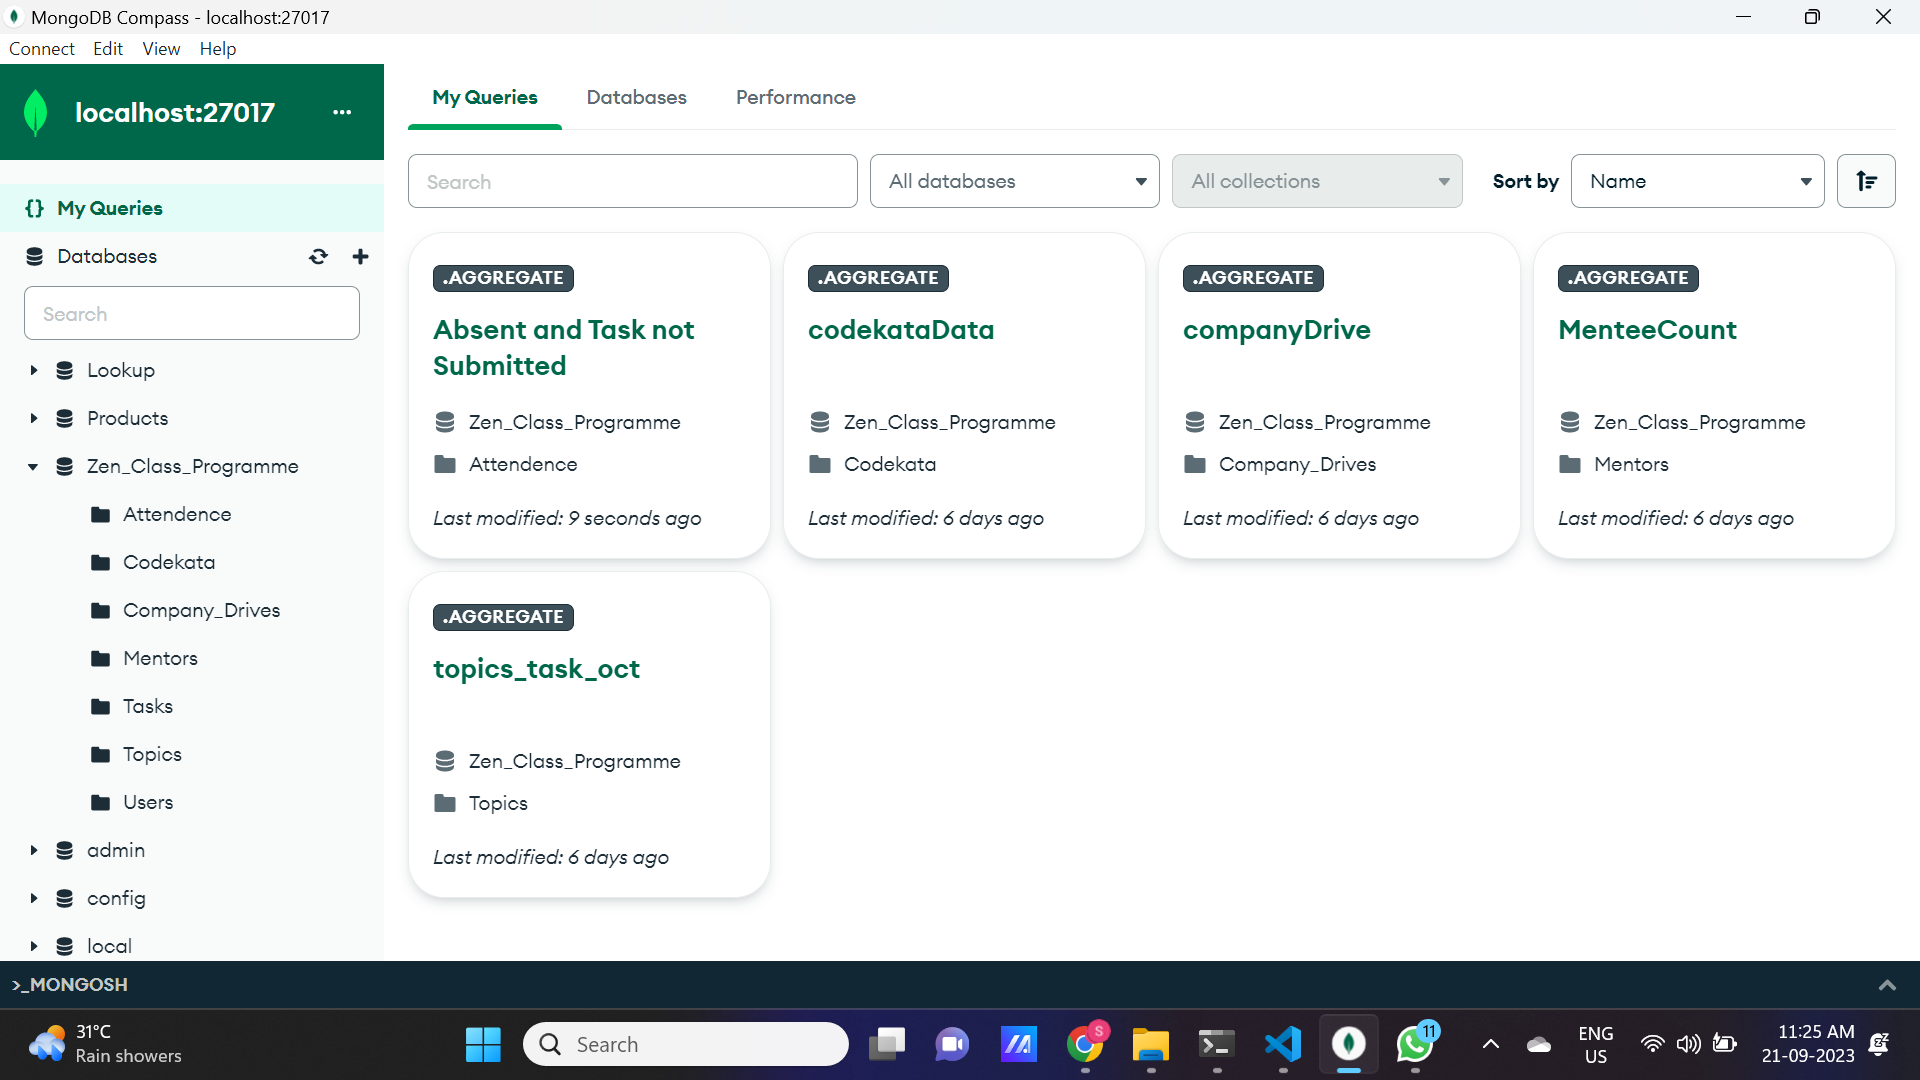 MongoDB Compass - localhost:27017
Connect Edit View Help
localhost:27017 ...
My Queries Databases Performance
Search All databases All collections Sort by Name
{} My Queries
Databases
Search
Lookup
Products
Zen_Class_Programme
Attendence
Codekata
Company_Drives
Mentors
Tasks
Topics
Users
admin
config
local
.AGGREGATE
Absent and Task not
Submitted
Zen_Class_Programme
Attendence
Last modified: 9 seconds ago
.AGGREGATE
codekataData
Zen_Class_Programme
Codekata
Last modified: 6 days ago
.AGGREGATE
companyDrive
Zen_Class_Programme
Company_Drives
Last modified: 6 days ago
.AGGREGATE
MenteeCount
Zen_Class_Programme
Mentors
Last modified: 6 days ago
.AGGREGATE
topics_task_oct
Zen_Class_Programme
Topics
Last modified: 6 days ago
>_MONGOSH
31°C
Rain showers
Search
S
11
ENG
US
11:25 AM
21-09-2023